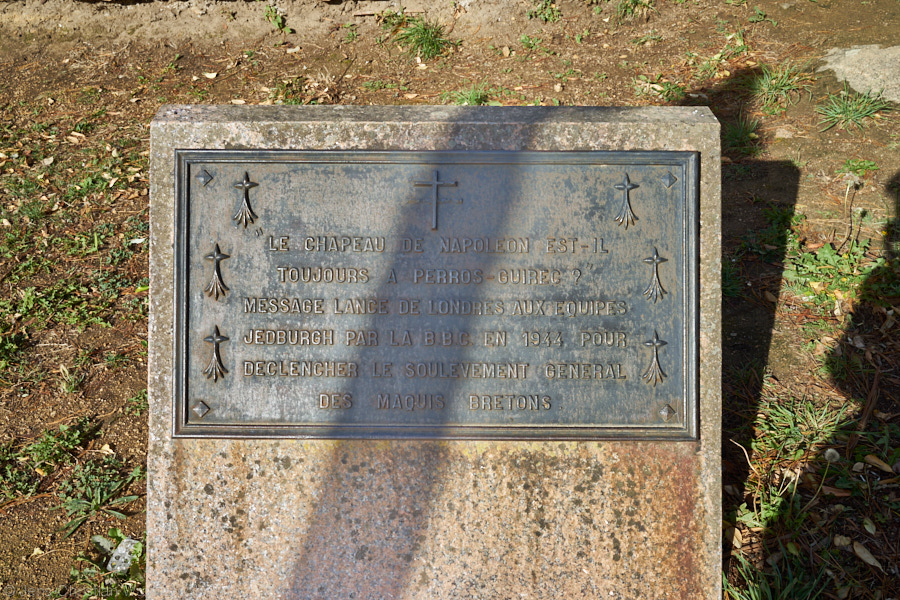 LE CHAPEAU DE NAPOLEON EST-IL
TOUJOURS A PERROS-GUIREC ?
MESSAGE LANCE DE LONDRES AUX EQUIPES
JEDBURGH PAR LA B.B.C. EN 1944 POUR
DECLENCHER LE SOULEVEMENT GENERAL
DES MAQUIS BRETONS